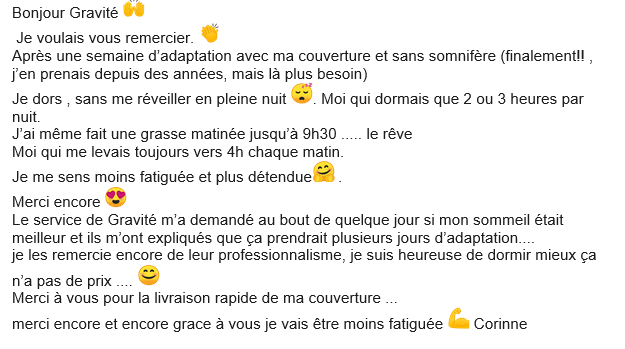 Bonjour Gravité 🙌
Je voulais vous remercier. 👏
Après une semaine d’adaptation avec ma couverture et sans somnifère (finalement!! ,
j’en prenais depuis des années, mais là plus besoin)
Je dors , sans me réveiller en pleine nuit 😴. Moi qui dormais que 2 ou 3 heures par
nuit.
J’ai même fait une grasse matinée jusqu’à 9h30 ..... le rêve
Moi qui me levais toujours vers 4h chaque matin.
Je me sens moins fatiguée et plus détendue🤗 .
Merci encore 😍
Le service de Gravité m’a demandé au bout de quelque jour si mon sommeil était
meilleur et ils m’ont expliqués que ça prendrait plusieurs jours d’adaptation....
je les remercie encore de leur professionnalisme, je suis heureuse de dormir mieux ça
n’a pas de prix .... 😊
Merci à vous pour la livraison rapide de ma couverture ...
merci encore et encore grace à vous je vais être moins fatiguée 💪 Corinne